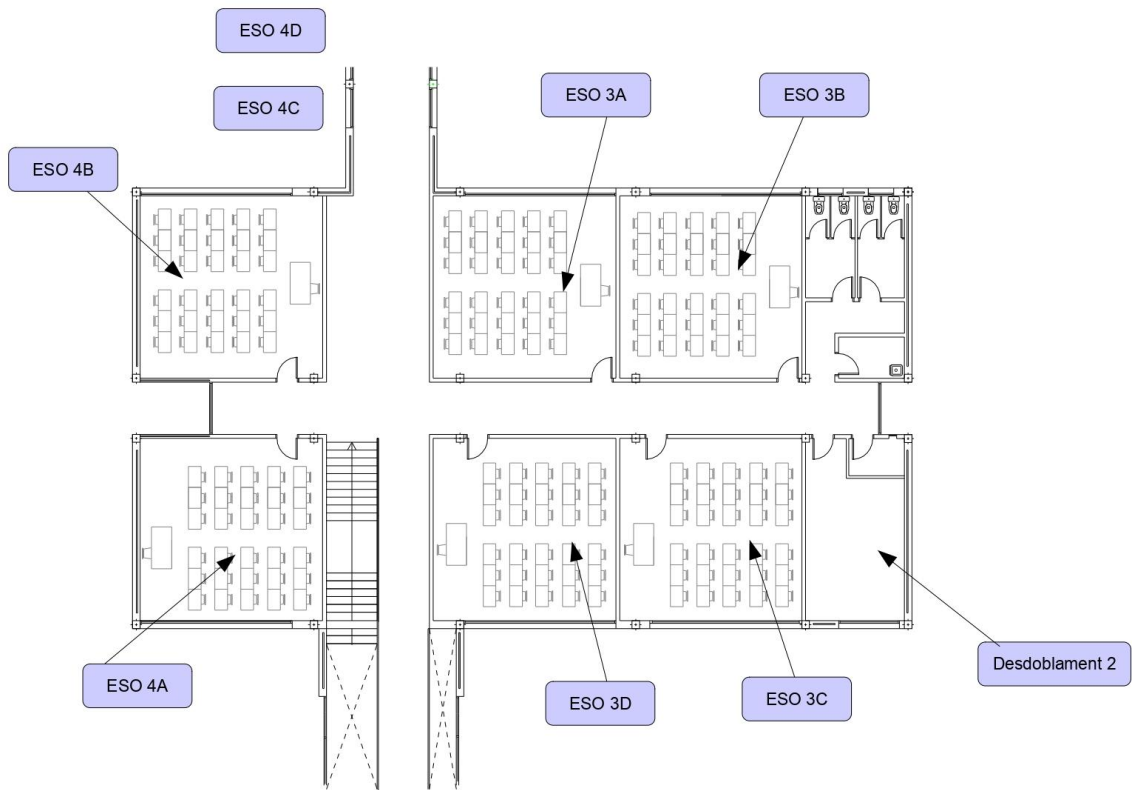 ESO 4D
ESO 4C
ESO 3A
ESO 3B
ESO 4B
ESO 4A
ESO 3D
ESO 3C
Desdoblament 2